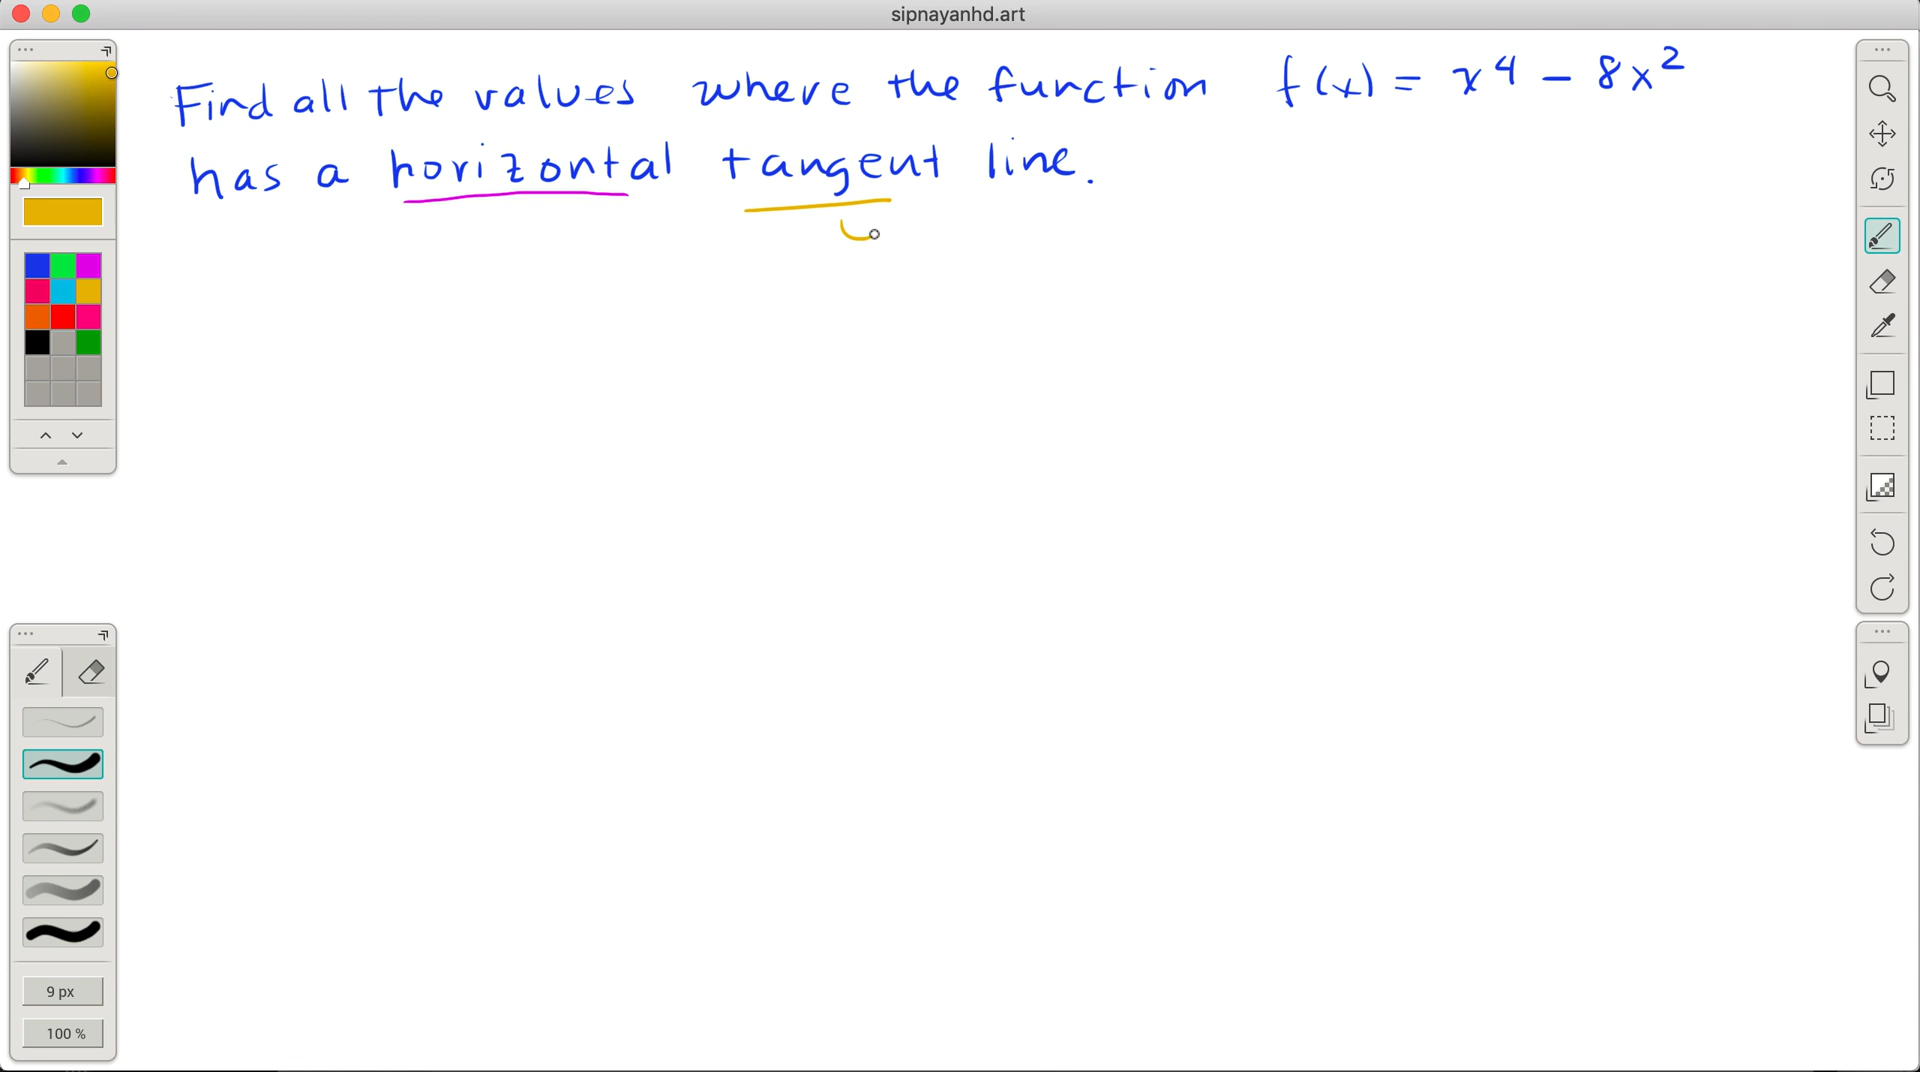 sipnayanhd.art
Find all the values where the function f(x) = x⁴ - 8x²
has a horizontal tangent line.
9 px
100 %